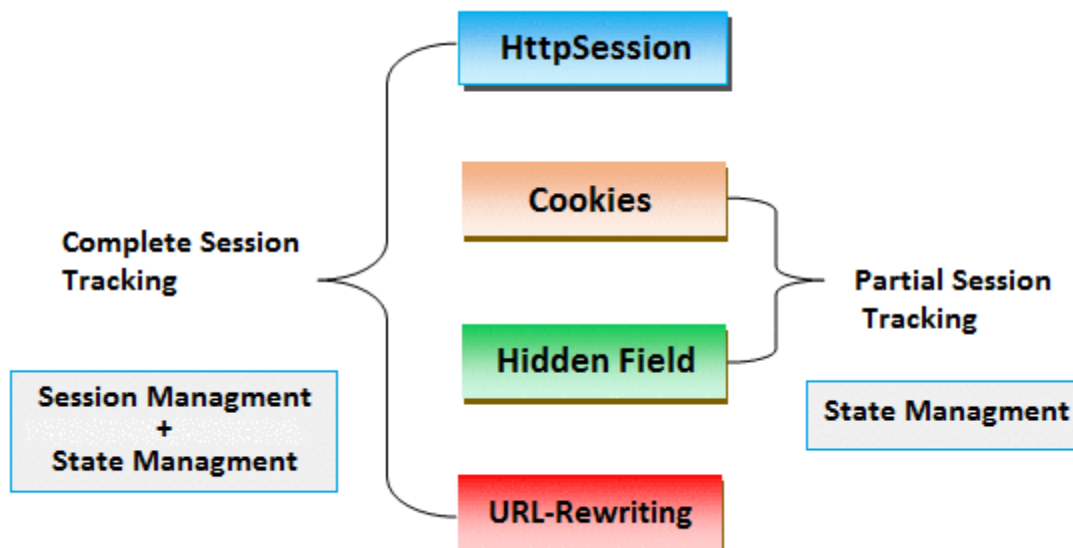 HttpSession
Cookies
Complete Session
Tracking
Partial Session
Tracking
Hidden Field
Session Managment
+
State Managment
State Managment
URL-Rewriting